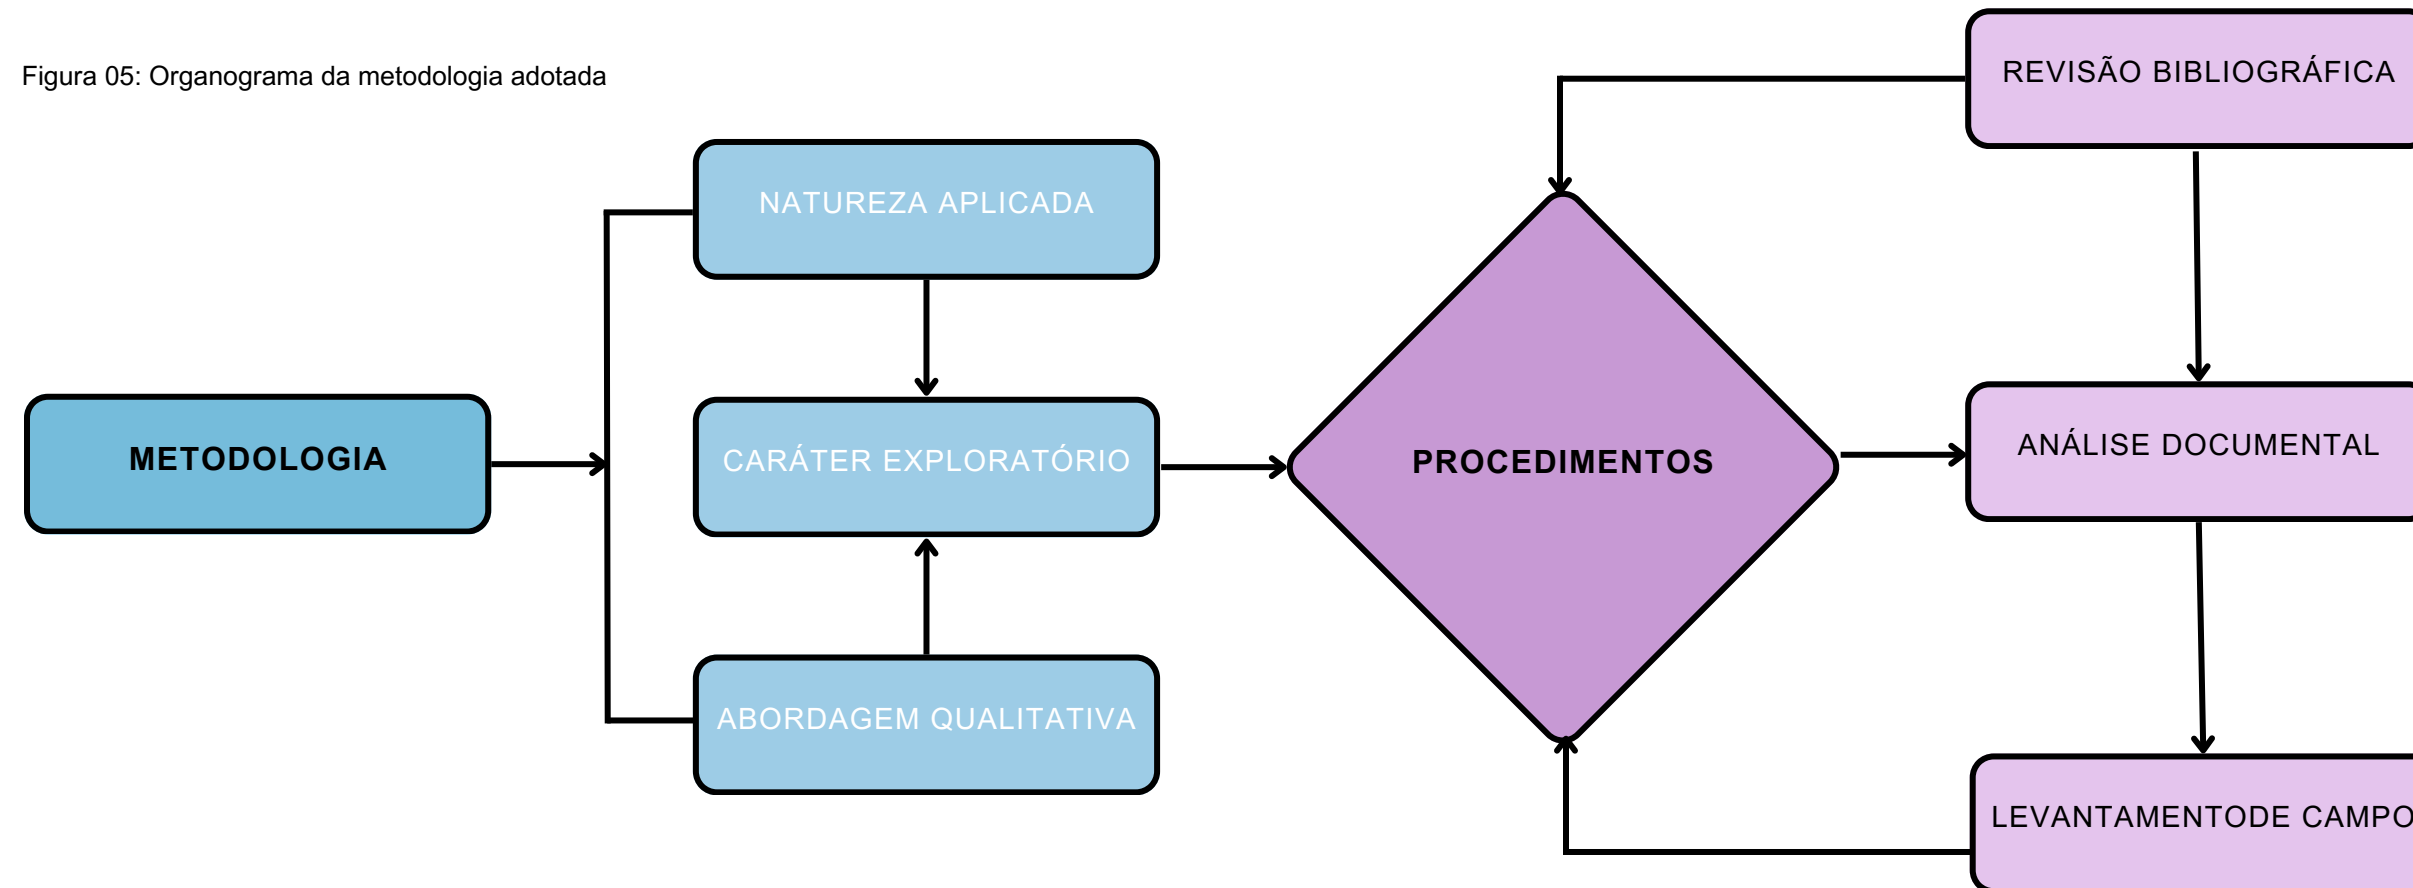 Figura 05: Organograma da metodologia adotada
METODOLOGIA
NATUREZA APLICADA
CARÁTER EXPLORATÓRIO
ABORDAGEM QUALITATIVA
PROCEDIMENTOS
REVISÃO BIBLIOGRÁFICA
ANÁLISE DOCUMENTAL
LEVANTAMENTODE CAMPO